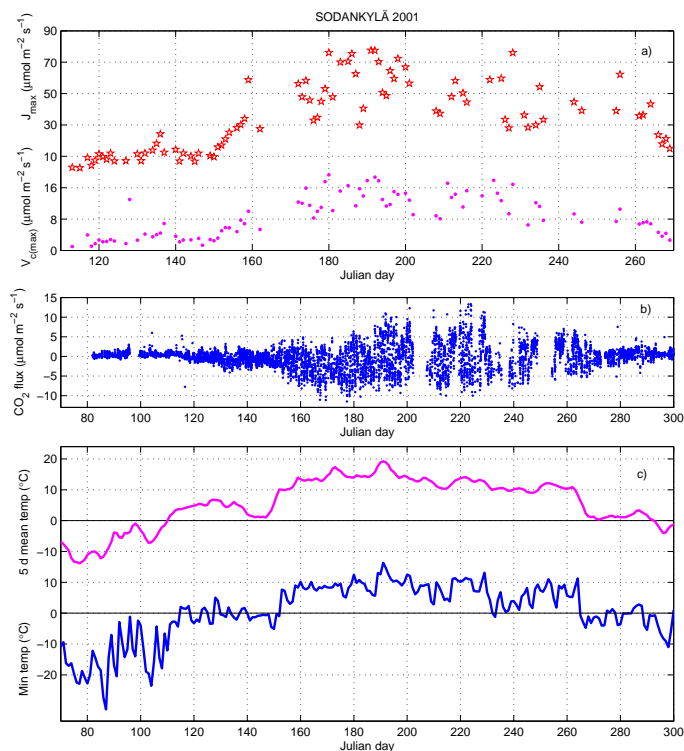 SODANKYLÄ 2001
a)
J max (µmol m−2 s−1)
90
70
50
30
10
V c(max) (µmol m−2 s−1)
16
8
0
120 140 160 180 200 220 240 260
Julian day
b)
CO2 flux (µmol m−2 s−1)
15
10
5
0
−5
−10
80 100 120 140 160 180 200 220 240 260 280 300
Julian day
c)
5 d mean temp (°C)
20
10
0
−10
Min temp (°C)
10
0
−10
−20
80 100 120 140 160 180 200 220 240 260 280 300
Julian day